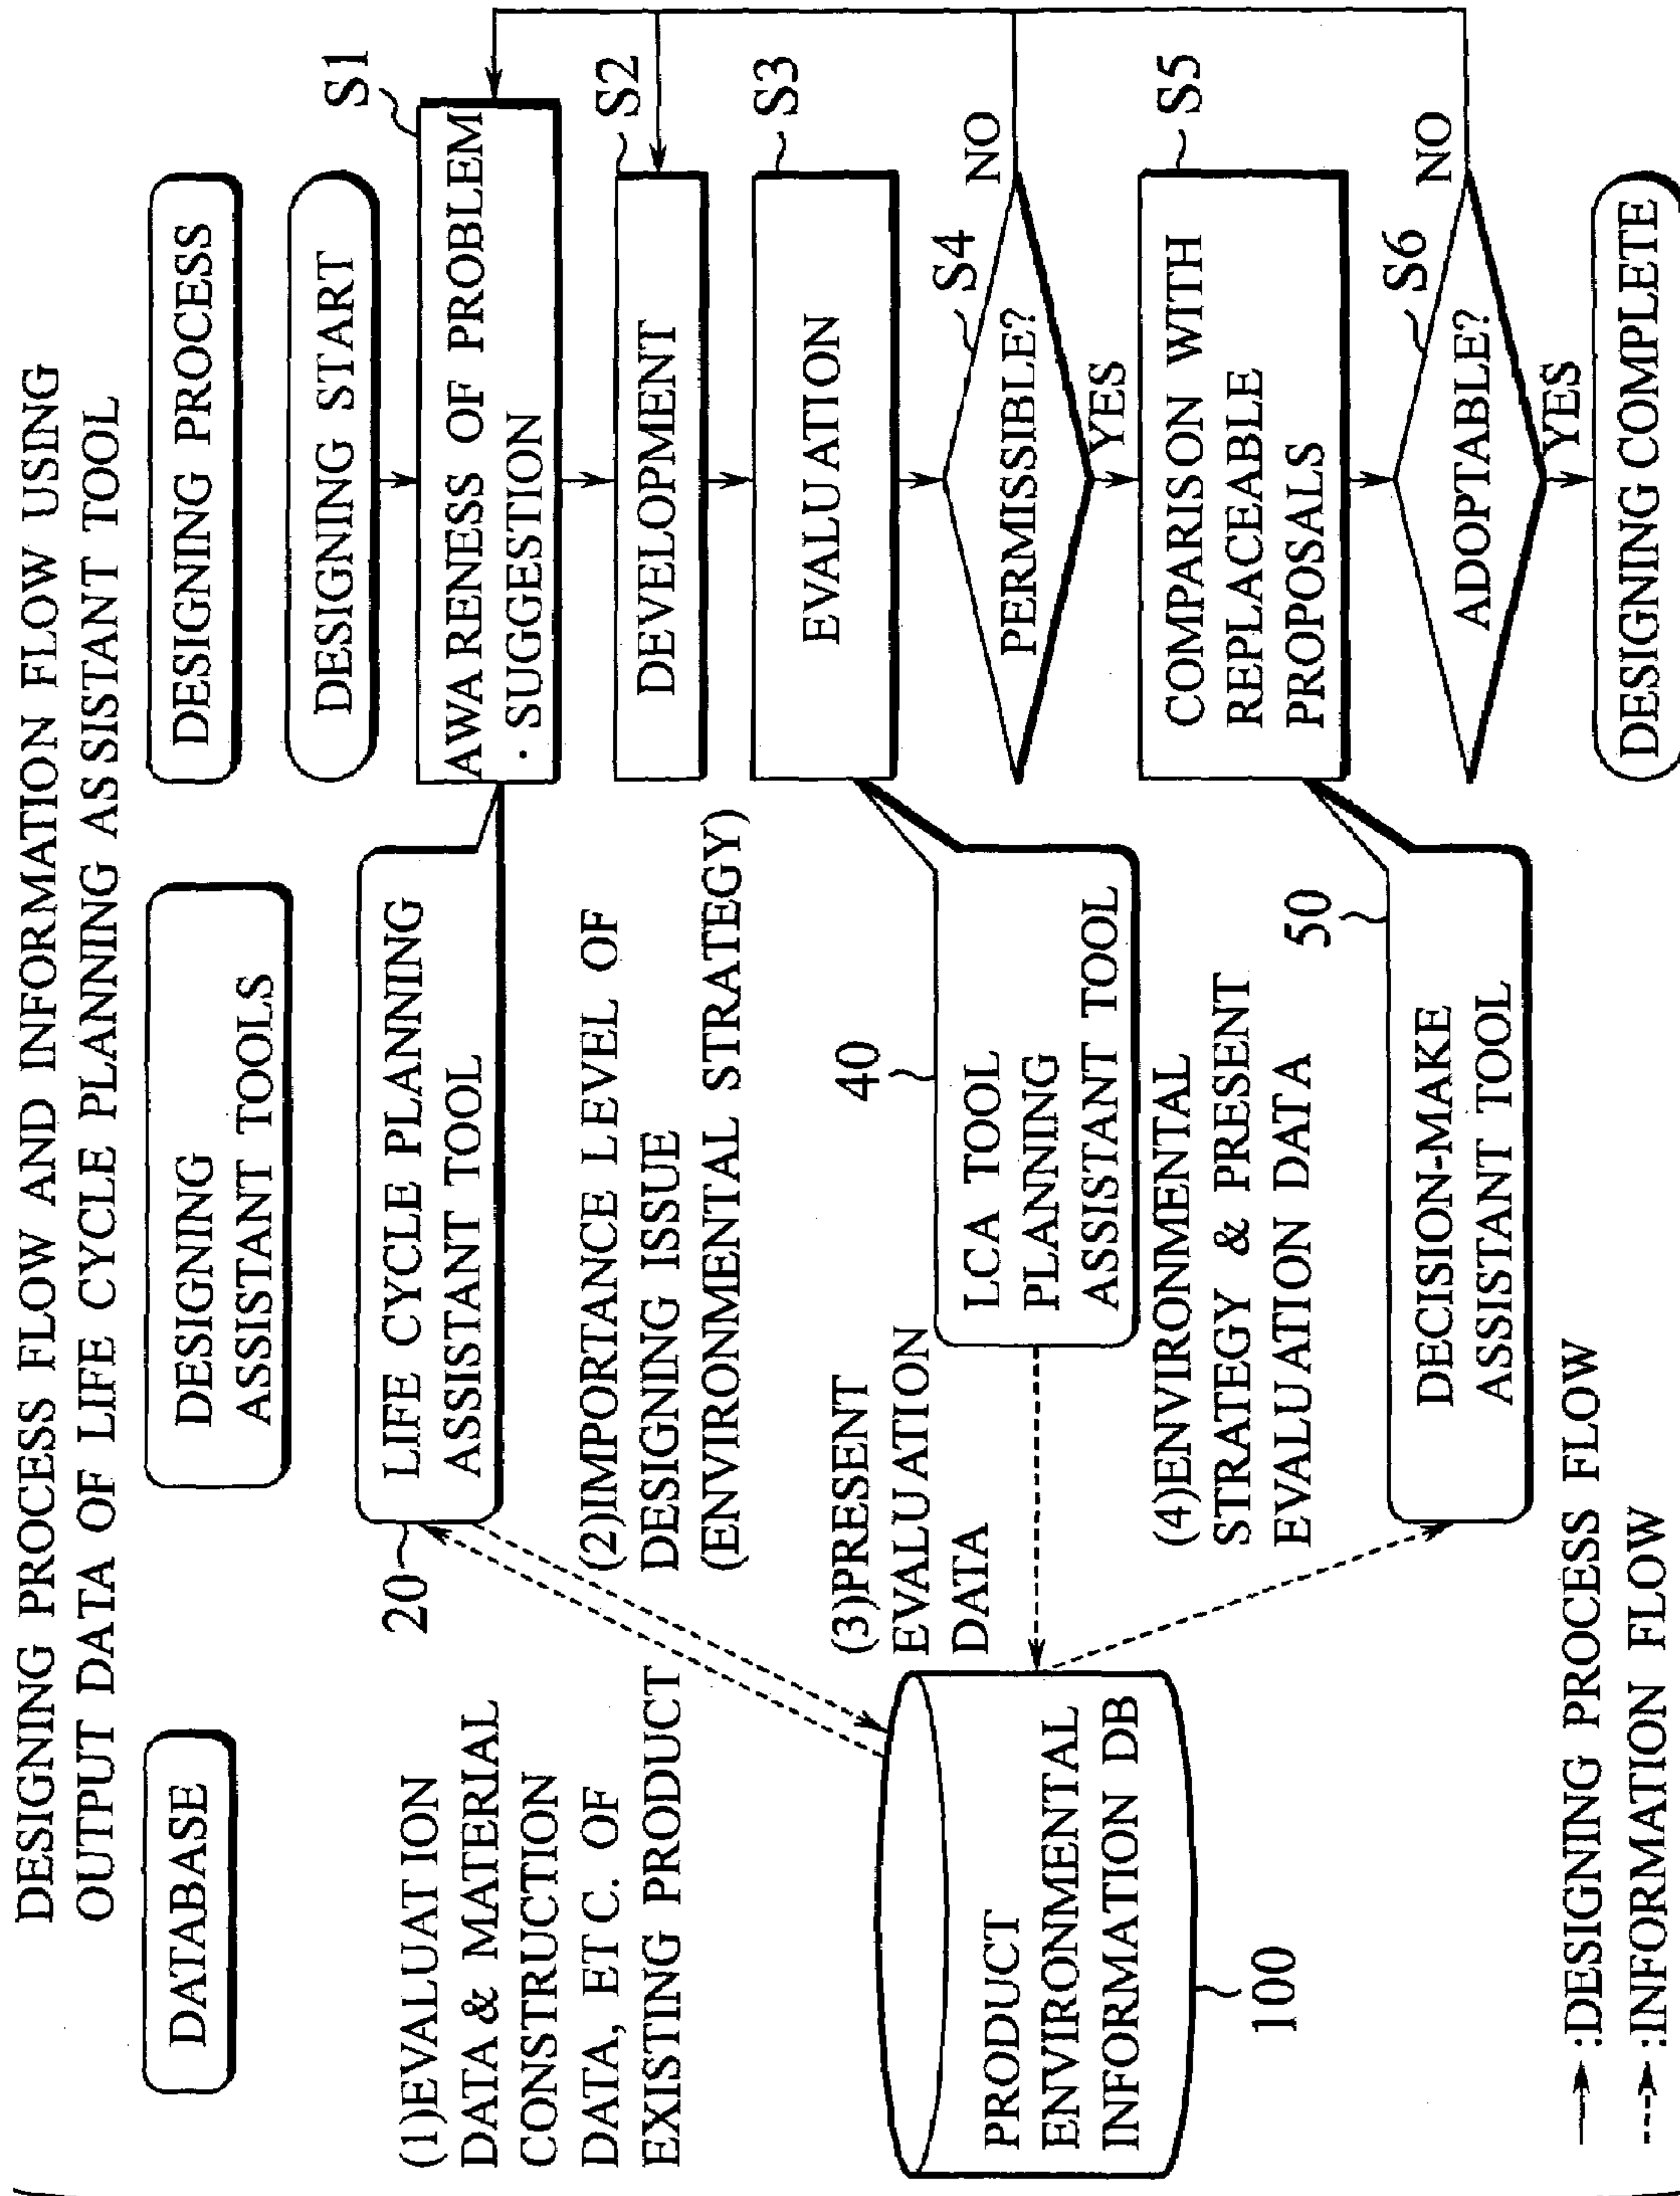 DESIGNING PROCESS FLOW AND INFORMATION FLOW USING
OUTPUT DATA OF LIFE CYCLE PLANNING ASSISTANT TOOL
DATABASE
DESIGNING
ASSISTANT TOOLS
DESIGNING PROCESS
(1)EVALUATION
DATA & MATERIAL
CONSTRUCTION
DATA, ETC. OF
EXISTING PRODUCT
PRODUCT
ENVIRONMENTAL
INFORMATION DB
100
20
LIFE CYCLE PLANNING
ASSISTANT TOOL
(2)IMPORTANCE LEVEL OF
DESIGNING ISSUE
(ENVIRONMENTAL STRATEGY)
(3)PRESENT
EVALUATION
DATA
40
LCA TOOL
PLANNING
ASSISTANT TOOL
(4)ENVIRONMENTAL
STRATEGY & PRESENT
EVALUATION DATA
50
DECISION-MAKE
ASSISTANT TOOL
DESIGNING START
S1
AWARENESS OF PROBLEM
· SUGGESTION
S2
DEVELOPMENT
S3
EVALUATION
S4
PERMISSIBLE?
NO
YES
S5
COMPARISON WITH
REPLACEABLE
PROPOSALS
S6
ADOPTABLE?
NO
YES
DESIGNING COMPLETE
:DESIGNING PROCESS FLOW
:INFORMATION FLOW